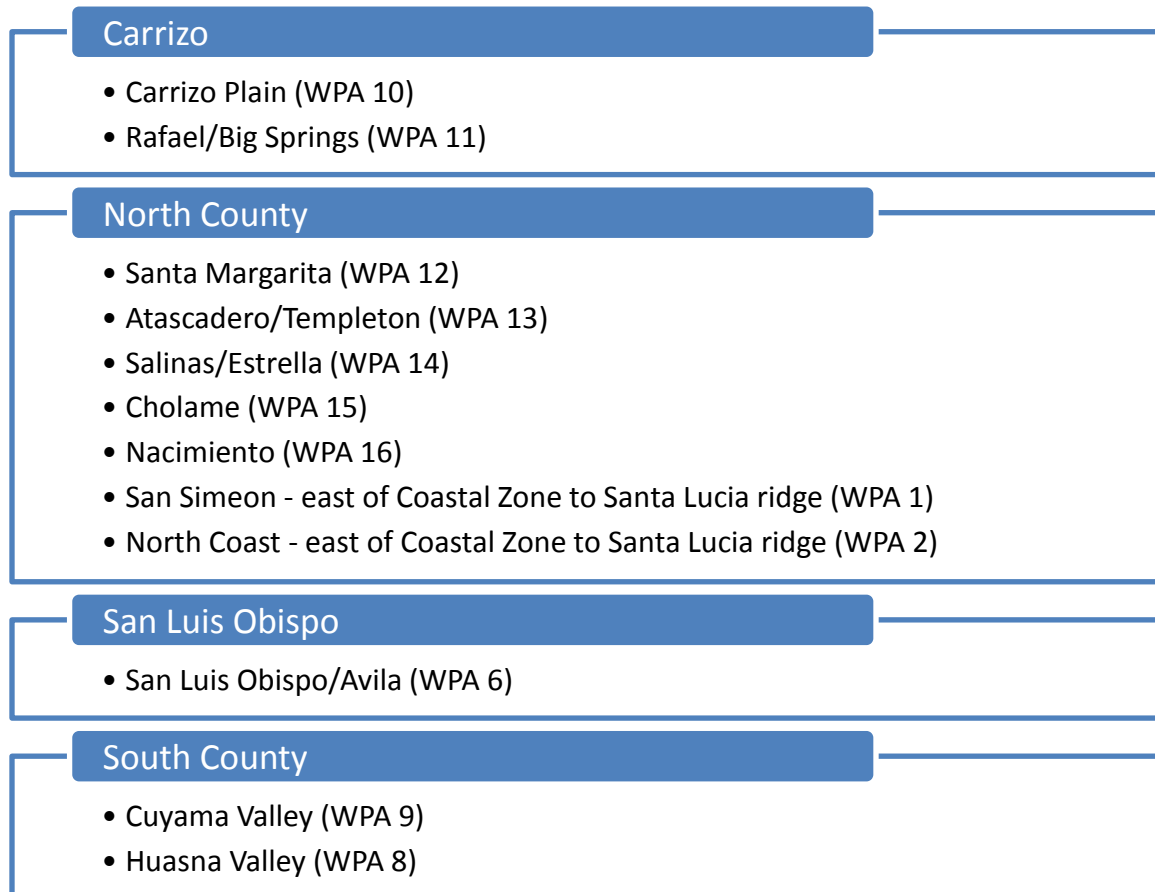 Carrizo
• Carrizo Plain (WPA 10)
• Rafael/Big Springs (WPA 11)
North County
• Santa Margarita (WPA 12)
• Atascadero/Templeton (WPA 13)
• Salinas/Estrella (WPA 14)
• Cholame (WPA 15)
• Nacimiento (WPA 16)
• San Simeon - east of Coastal Zone to Santa Lucia ridge (WPA 1)
• North Coast - east of Coastal Zone to Santa Lucia ridge (WPA 2)
San Luis Obispo
• San Luis Obispo/Avila (WPA 6)
South County
• Cuyama Valley (WPA 9)
• Huasna Valley (WPA 8)